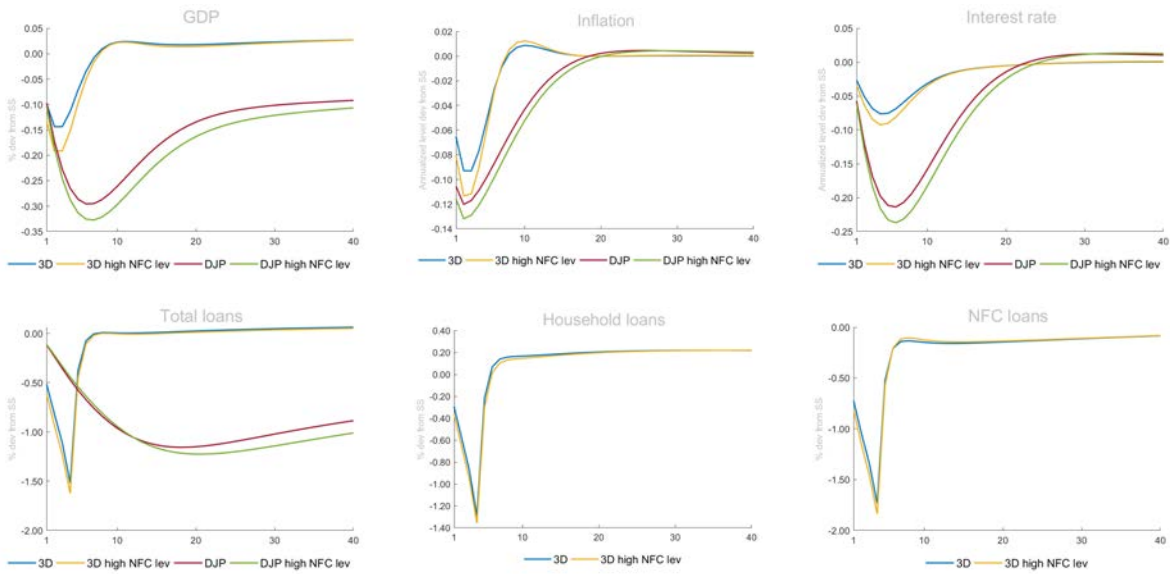 GDP
Inflation
Interest rate
% dev from SS
0.05
0.00
-0.05
-0.10
-0.15
-0.20
-0.25
-0.30
-0.35
1 10 20 30 40
3D 3D high NFC lev DJP DJP high NFC lev
Annualized level dev from SS
0.02
0.00
-0.02
-0.04
-0.06
-0.08
-0.10
-0.12
-0.14
1 10 20 30 40
3D 3D high NFC lev DJP DJP high NFC lev
Annualized level dev from SS
0.05
0.00
-0.05
-0.10
-0.15
-0.20
-0.25
1 10 20 30 40
3D 3D high NFC lev DJP DJP high NFC lev
Total loans
Household loans
NFC loans
% dev from SS
0.00
-0.50
-1.00
-1.50
-2.00
1 10 20 30 40
3D 3D high NFC lev DJP DJP high NFC lev
% dev from SS
0.40
0.20
0.00
-0.20
-0.40
-0.60
-0.80
-1.00
-1.20
-1.40
1 10 20 30 40
3D 3D high NFC lev
% dev from SS
0.00
-0.50
-1.00
-1.50
-2.00
1 10 20 30 40
3D 3D high NFC lev